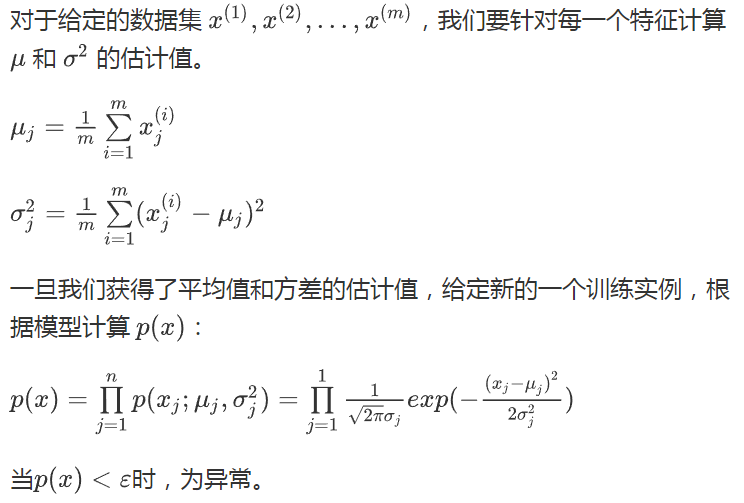 对于给定的数据集 $x^{(1)}, x^{(2)}, \ldots, x^{(m)}$，我们要针对每一个特征计算
$\mu$ 和 $\sigma^2$ 的估计值。
$\mu_j = \frac{1}{m} \sum_{i=1}^{m} x_j^{(i)}$
$\sigma_j^2 = \frac{1}{m} \sum_{i=1}^{m} (x_j^{(i)} - \mu_j)^2$
一旦我们获得了平均值和方差的估计值，给定新的一个训练实例，根
据模型计算 $p(x)$：
$p(x) = \prod_{j=1}^{n} p(x_j; \mu_j, \sigma_j^2) = \prod_{j=1}^{1} \frac{1}{\sqrt{2\pi}\sigma_j} exp(-\frac{(x_j - \mu_j)^2}{2\sigma_j^2})$
当$p(x) < \varepsilon$时，为异常。